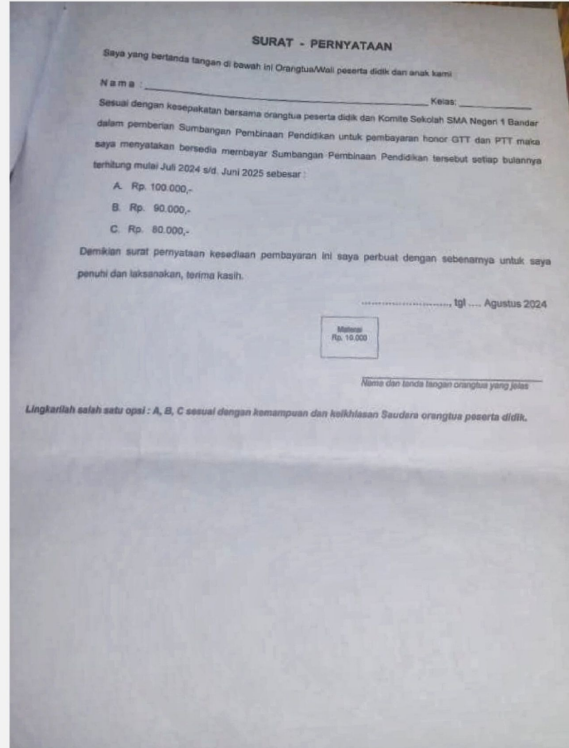 SURAT - PERNYATAAN
Saya yang bertanda tangan di bawah ini Orangtua/Wali peserta didik dan anak kami :
N a m a : Kelas:
Sesuai dengan kesepakatan bersama orangtua peserta didik dan Komite Sekolah SMA Negeri 1 Bandar
dalam pemberian Sumbangan Pembinaan Pendidikan untuk pembayaran honor GTT dan PTT maka
saya menyatakan bersedia membayar Sumbangan Pembinaan Pendidikan tersebut setiap bulannya
terhitung mulai Juli 2024 s/d. Juni 2025 sebesar :
A. Rp. 100.000,-
B. Rp. 90.000,-
C. Rp. 80.000,-
Demikian surat pernyataan kesediaan pembayaran ini saya perbuat dengan sebenarnya untuk saya
penuhi dan laksanakan, terima kasih.
........................, tgl .... Agustus 2024
Materai
Rp. 10.000
Nama dan tanda tangan orangtua yang jelas
Lingkarilah salah satu opsi : A, B, C sesuai dengan kemampuan dan keikhlasan Saudara orangtua peserta didik.